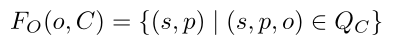 F_O(o, C) = {(s, p) | (s, p, o) ∈ Q_C}